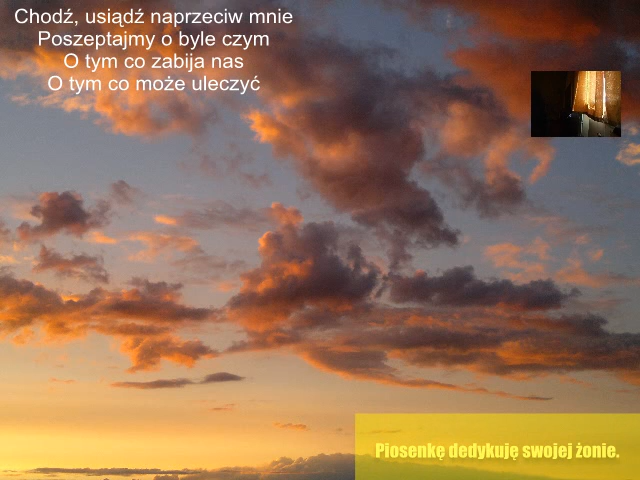 Chodź, usiądź naprzeciw mnie
Poszeptajmy o byle czym
O tym co zabija nas
O tym co może uleczyć
Piosenkę dedykuję swojej żonie.